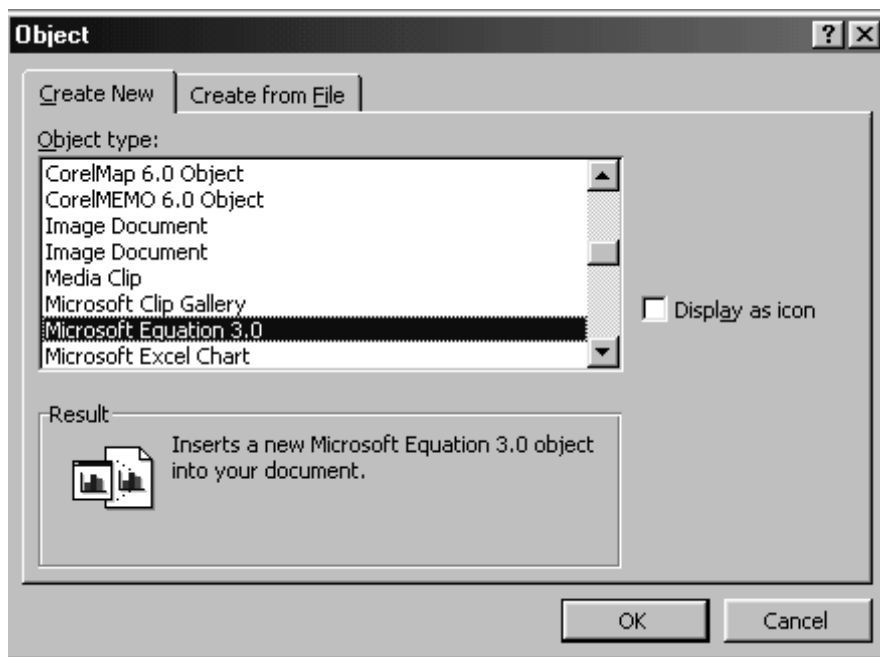 Object
Create New
Create from File
Object type:
CorelMap 6.0 Object
CorelMEMO 6.0 Object
Image Document
Image Document
Media Clip
Microsoft Clip Gallery
Microsoft Equation 3.0
Microsoft Excel Chart
Display as icon
Result
Inserts a new Microsoft Equation 3.0 object
into your document.
OK
Cancel